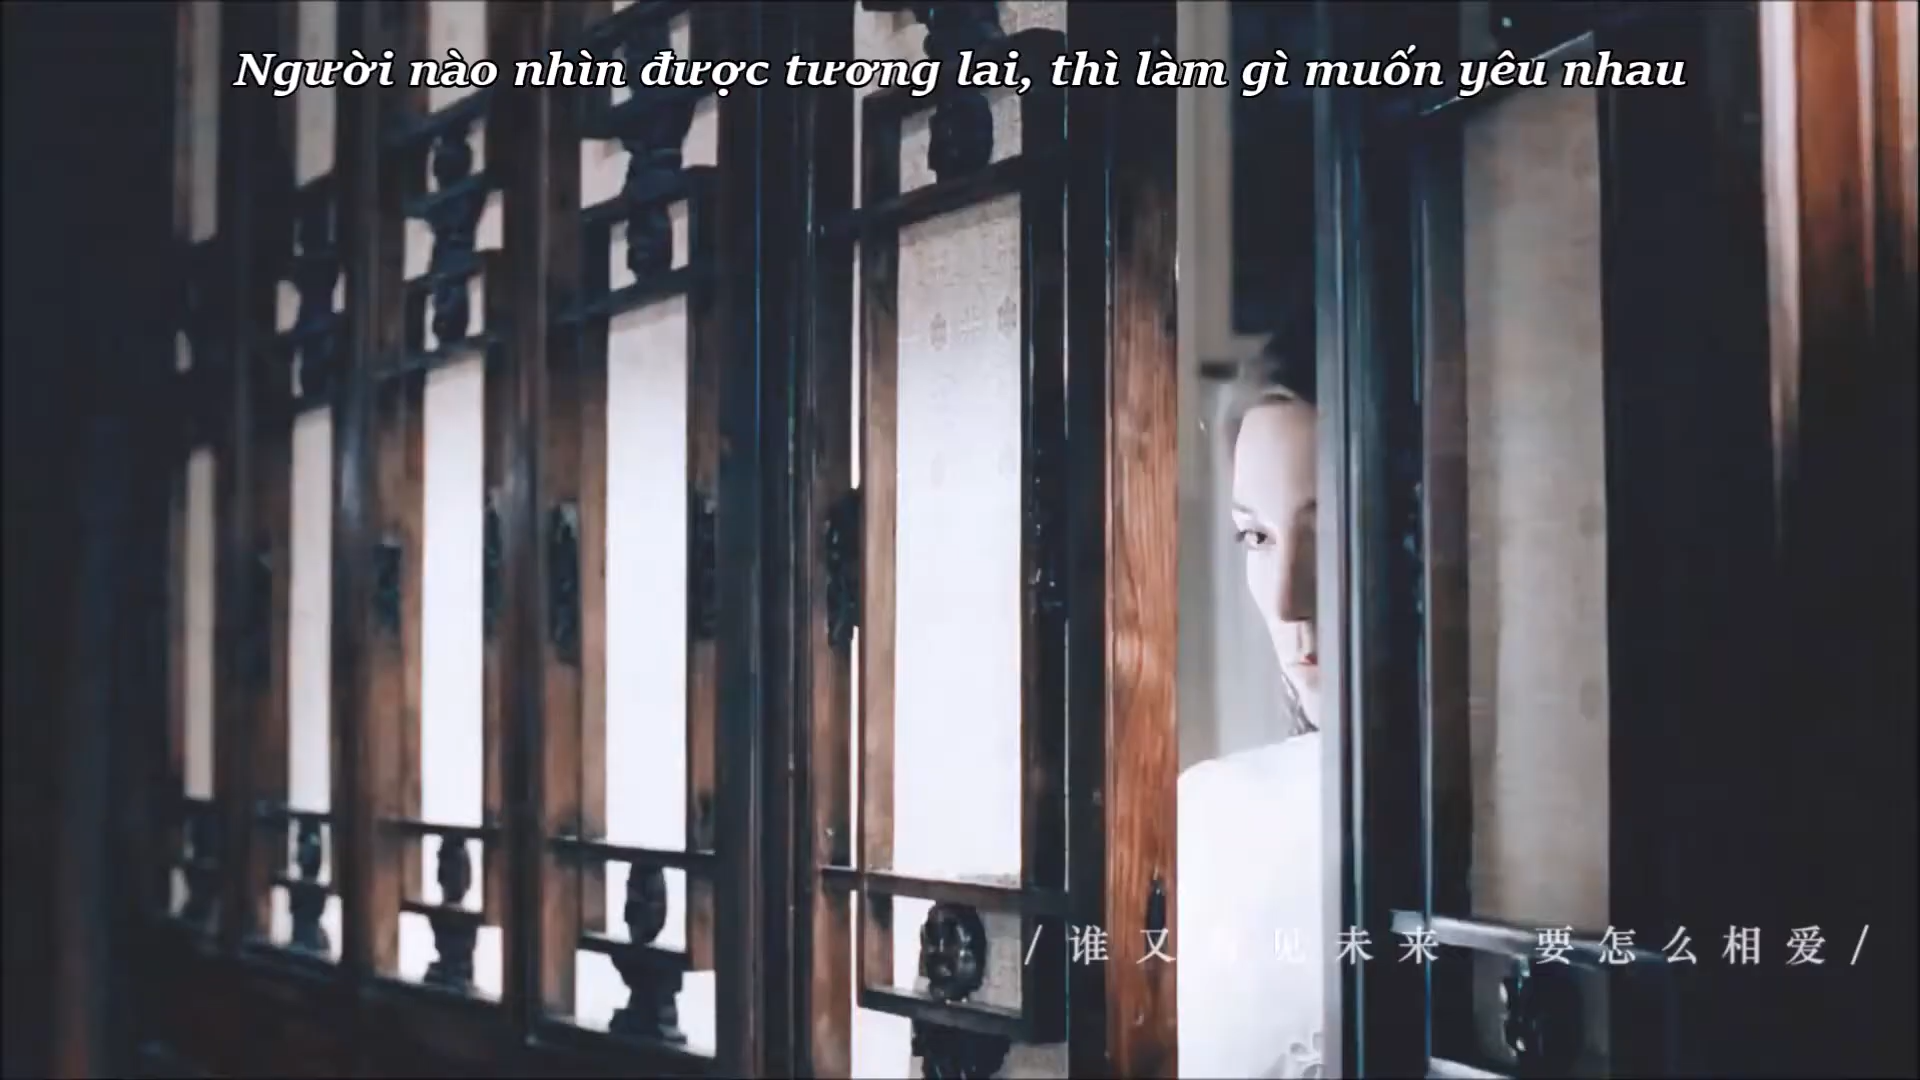 Người nào nhìn được tương lai, thì làm gì muốn yêu nhau
/ 谁又 见未来 要怎么相爱 /